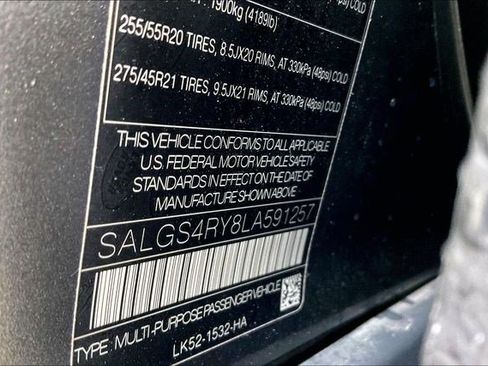 1900kg (4189lb)
255/55R20 TIRES, 8.5JX20 RIMS, AT 330kPa (48psi) COLD
275/45R21 TIRES, 9.5JX21 RIMS, AT 330kPa (48psi) COLD
THIS VEHICLE CONFORMS TO ALL APPLICABLE
U.S. FEDERAL MOTOR VEHICLE SAFETY
STANDARDS IN EFFECT ON THE DATE OF
MANUFACTURE SHOWN ABOVE
SALGS4RY8LA591257
TYPE: MULTI-PURPOSE PASSENGER VEHICLE
LK52-1532-HA